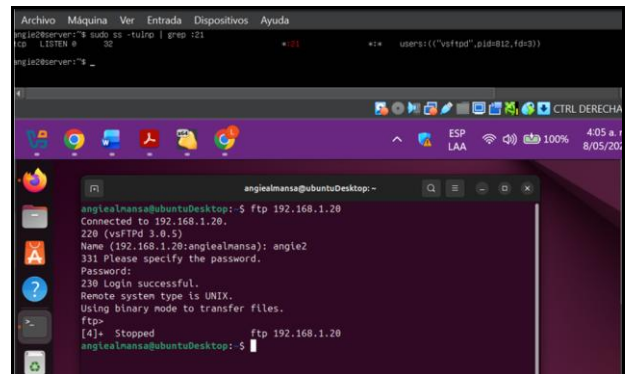 Archivo Máquina Ver Entrada Dispositivos Ayuda
angie2@server:~$ sudo ss -tulnp | grep :21
tcp LISTEN 0 32 *:21 *:* users:(("vsftpd",pid=812,fd=3))
angie2@server:~$ _
CTRL DERECHA
ESP
LAA
100%
4:05 a.
8/05/202
angiealmansa@ubuntuDesktop: ~
angiealmansa@ubuntuDesktop:~$ ftp 192.168.1.20
Connected to 192.168.1.20.
220 (vsFTPd 3.0.5)
Name (192.168.1.20:angiealmansa): angie2
331 Please specify the password.
Password:
230 Login successful.
Remote system type is UNIX.
Using binary mode to transfer files.
ftp>
[4]+ Stopped ftp 192.168.1.20
angiealmansa@ubuntuDesktop:~$